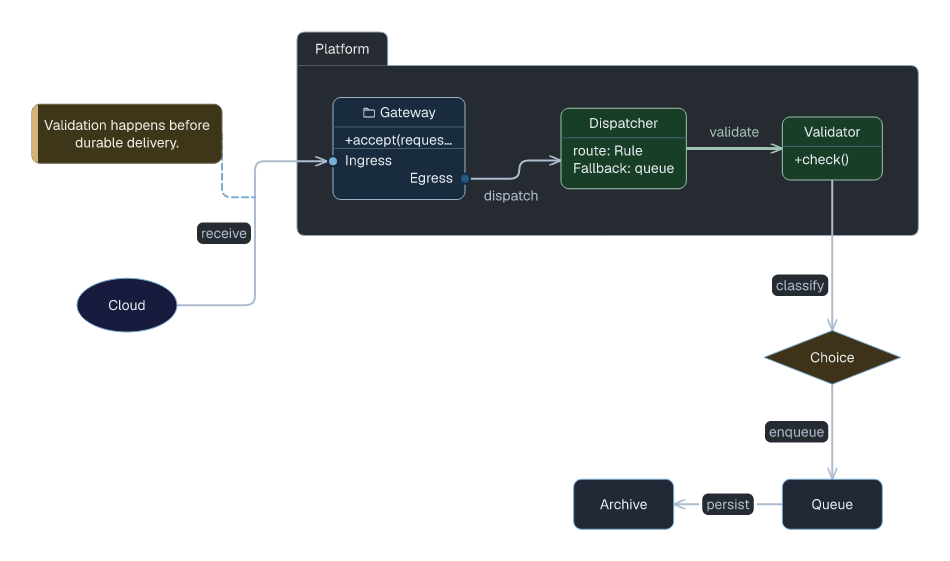 Platform
Gateway
+accept(reques…
Ingress
Egress
Dispatcher
route: Rule
Fallback: queue
validate
Validator
+check()
dispatch
Validation happens before
durable delivery.
receive
Cloud
classify
Choice
enqueue
Archive
persist
Queue